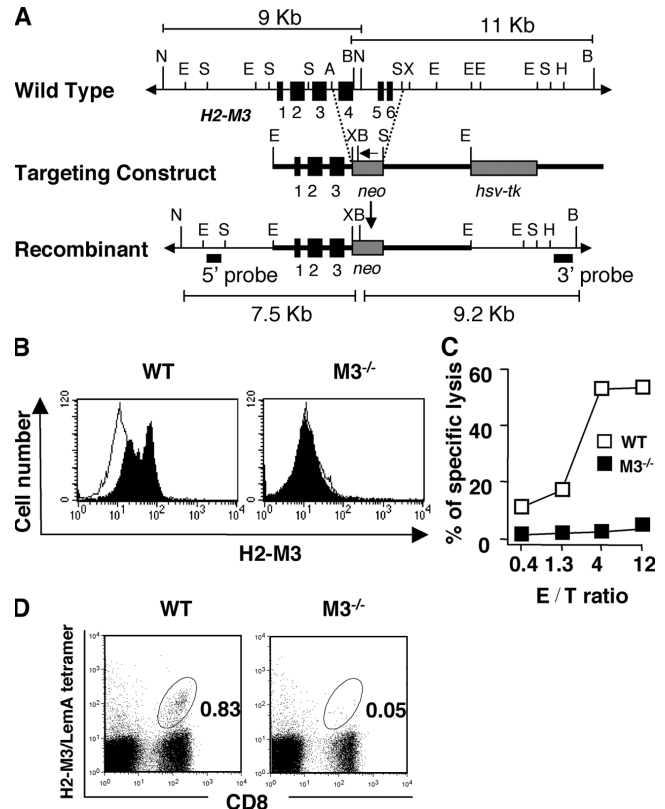 A
9 Kb
11 Kb
N E S E S S A B N S X E E E E S H B
Wild Type
H2-M3
1 2 3 4 5 6
E X B S E
Targeting Construct
1 2 3 neo hsv-tk
N E S E X B E E S H B
Recombinant
1 2 3 neo
5' probe
3' probe
7.5 Kb
9.2 Kb
B
WT
M3-/-
Cell number
120
0
10⁰ 10¹ 10² 10³ 10⁴
120
0
10⁰ 10¹ 10² 10³ 10⁴
H2-M3
C
% of specific lysis
60
40
20
0
WT
M3-/-
0.4 1.3 4 12
E / T ratio
D
WT
M3-/-
H2-M3/LemA tetramer
10⁴
10³
10²
10¹
10⁰
0.83
10⁰ 10¹ 10² 10³ 10⁴
10⁴
10³
10²
10¹
10⁰
0.05
10⁰ 10¹ 10² 10³ 10⁴
CD8